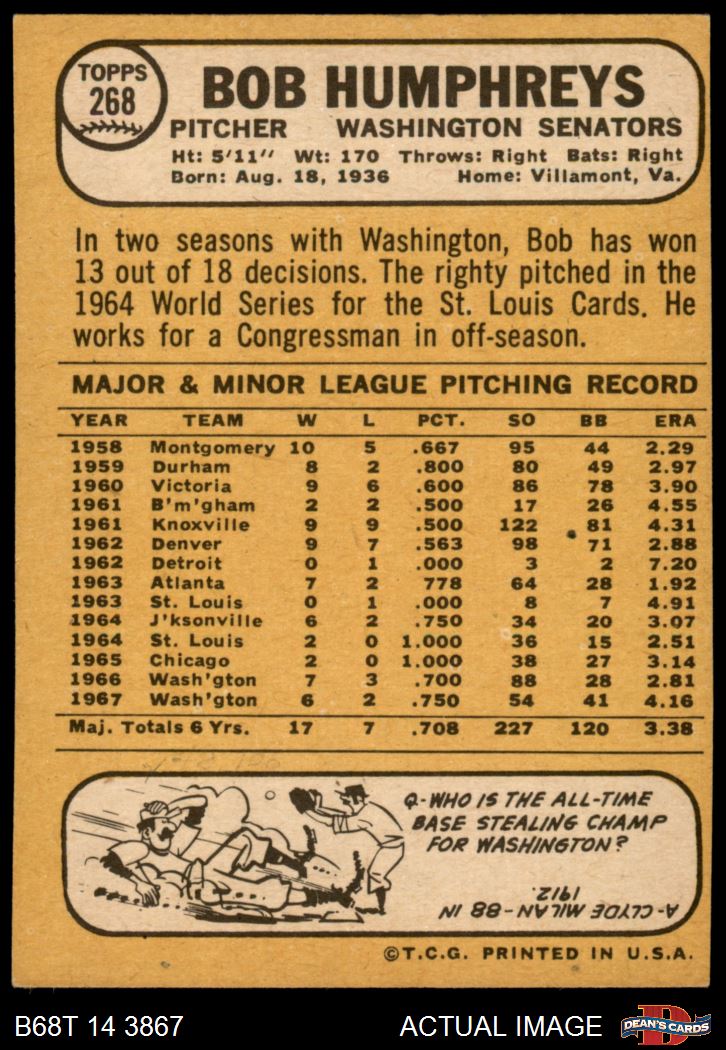 TOPPS
268
BOB HUMPHREYS
PITCHER WASHINGTON SENATORS
Ht: 5'11" Wt: 170 Throws: Right Bats: Right
Born: Aug. 18, 1936 Home: Villamont, Va.
In two seasons with Washington, Bob has won
13 out of 18 decisions. The righty pitched in the
1964 World Series for the St. Louis Cards. He
works for a Congressman in off-season.
MAJOR & MINOR LEAGUE PITCHING RECORD
YEAR TEAM W L PCT. SO BB ERA
1958 Montgomery 10 5 .667 95 44 2.29
1959 Durham 8 2 .800 80 49 2.97
1960 Victoria 9 6 .600 86 78 3.90
1961 B'm'gham 2 2 .500 17 26 4.55
1961 Knoxville 9 9 .500 122 81 4.31
1962 Denver 9 7 .563 98 71 2.88
1962 Detroit 0 1 .000 3 2 7.20
1963 Atlanta 7 2 778 64 28 1.92
1963 St. Louis 0 1 .000 8 7 4.91
1964 J'ksonville 6 2 .750 34 20 3.07
1964 St. Louis 2 0 1.000 36 15 2.51
1965 Chicago 2 0 1.000 38 27 3.14
1966 Wash'gton 7 3 .700 88 28 2.81
1967 Wash'gton 6 2 .750 54 41 4.16
Maj. Totals 6 Yrs. 17 7 .708 227 120 3.38
Q-WHO IS THE ALL-TIME
BASE STEALING CHAMP
FOR WASHINGTON?
A-CLYDE MILAN-88 IN
1912.
©T.C.G. PRINTED IN U.S.A.
B68T 14 3867 ACTUAL IMAGE
D
DEAN'S CARDS